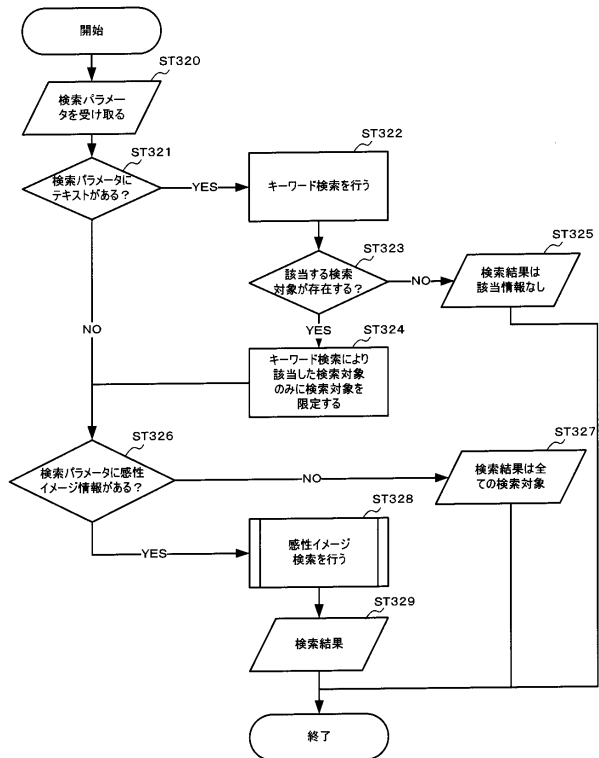 開始
ST320
検索パラメー
タを受け取る
ST321
検索パラメータに
テキストがある？
YES
ST322
キーワード検索を行う
ST323
該当する検索
対象が存在する？
NO
ST325
検索結果は
該当情報なし
NO
YES
ST324
キーワード検索により
該当した検索対象
のみに検索対象を
限定する
ST326
検索パラメータに感性
イメージ情報がある？
NO
ST327
検索結果は全
ての検索対象
YES
ST328
感性イメージ
検索を行う
ST329
検索結果
終了